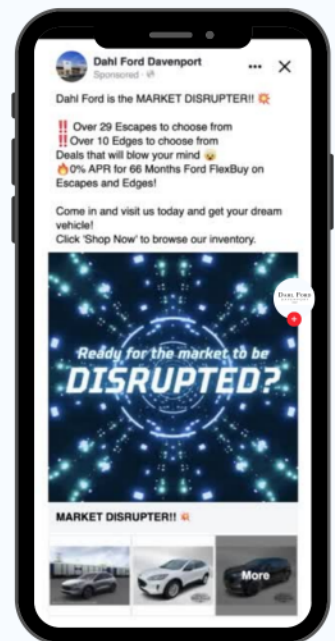 Dahl Ford Davenport
Sponsored ·
Dahl Ford is the MARKET DISRUPTER!! 💥
‼️ Over 29 Escapes to choose from
‼️Over 10 Edges to choose from
Deals that will blow your mind 🤯
🔥0% APR for 66 Months Ford FlexBuy on
Escapes and Edges!
Come in and visit us today and get your dream
vehicle!
Click 'Shop Now' to browse our inventory.
DAHL FORD
Ready for the market to be
DISRUPTED?
MARKET DISRUPTER!! 💥
More